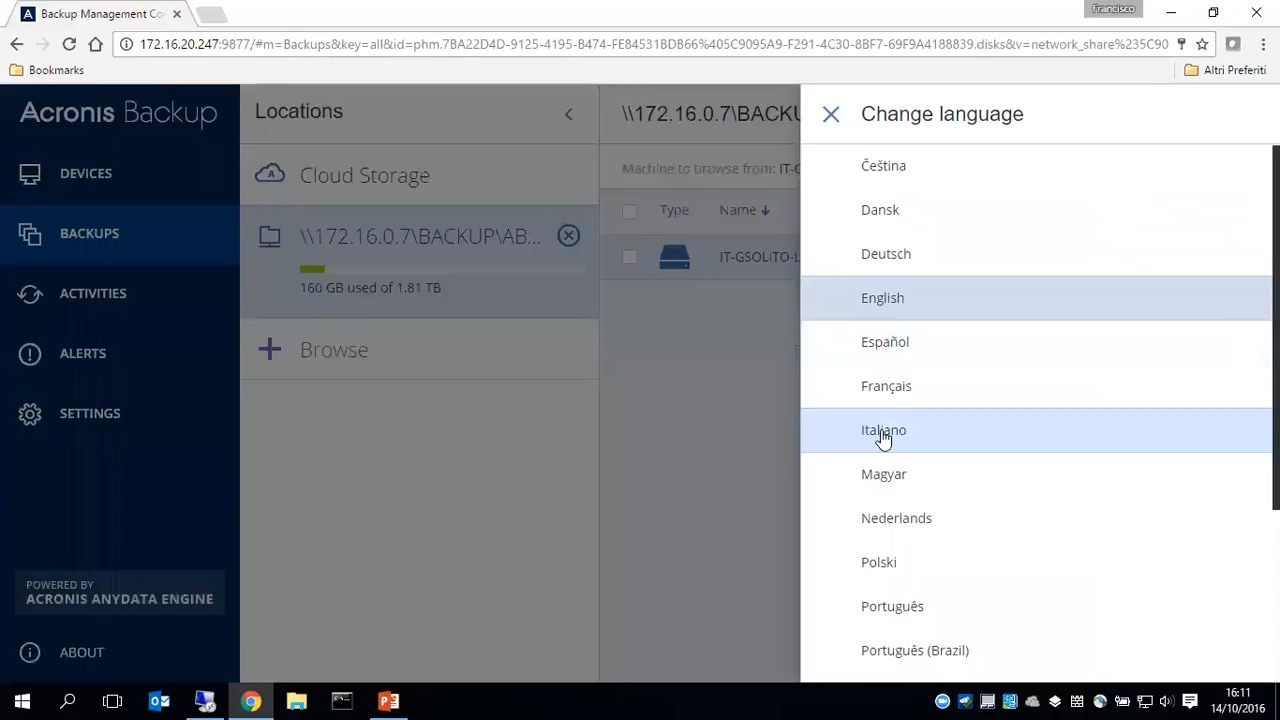 Backup Management Co
Francisco
172.16.20.247:9877/#m=Backups&key=all&id=phm.7BA22D4D-9125-4195-B474-FE84531BDB66%405C9095A9-F291-4C30-8BF7-69F9A4188839.disks&v=network_share%235C90
Bookmarks
Altri Preferiti
Acronis Backup
DEVICES
BACKUPS
ACTIVITIES
ALERTS
SETTINGS
POWERED BY
ACRONIS ANYDATA ENGINE
ABOUT
Locations
Cloud Storage
\\172.16.0.7\BACKUP\AB...
160 GB used of 1.81 TB
Browse
\\172.16.0.7\BACKU
Machine to browse from: IT-G
Type
Name
IT-GSOLITO-L
Change language
Čeština
Dansk
Deutsch
English
Español
Français
Italiano
Magyar
Nederlands
Polski
Português
Português (Brazil)
16:11
14/10/2016